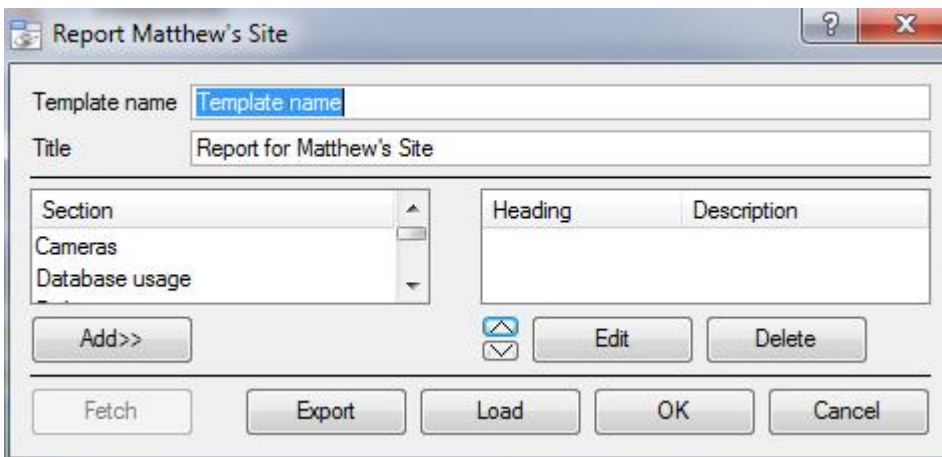 Report Matthew's Site
Template name Template name
Title Report for Matthew's Site
Section Heading Description
Cameras
Database usage
Add>> Edit Delete
Fetch Export Load OK Cancel